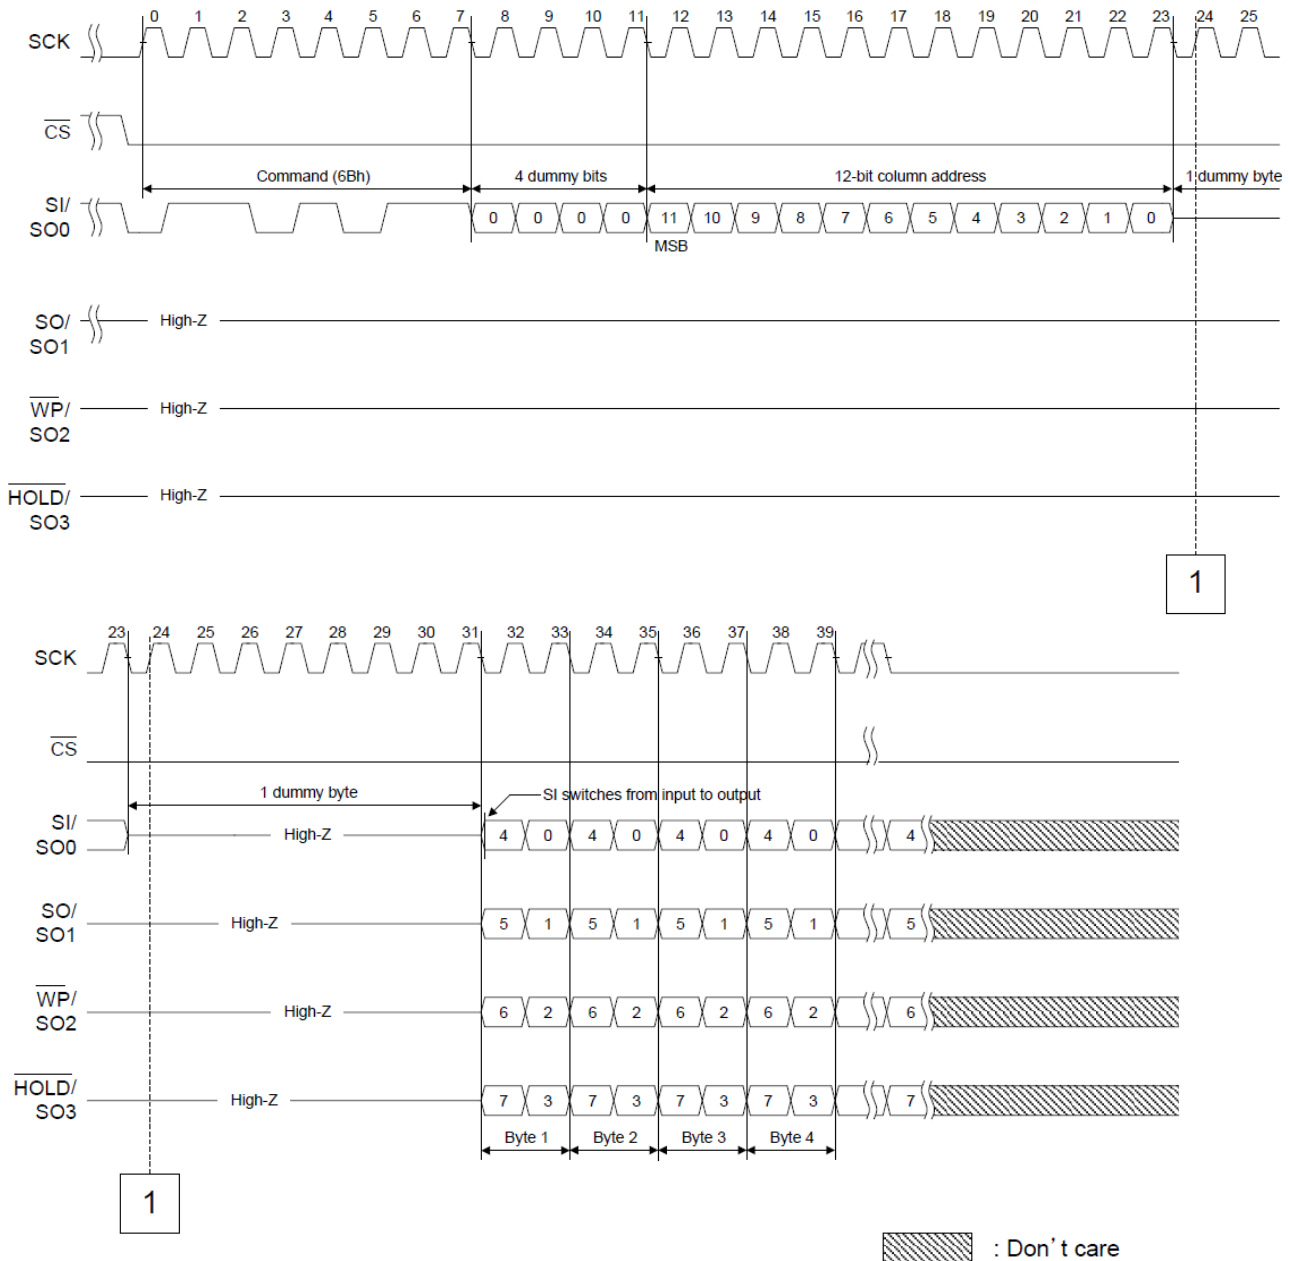 0 1 2 3 4 5 6 7 8 9 10 11 12 13 14 15 16 17 18 19 20 21 22 23 24 25
SCK
CS
Command (6Bh) 4 dummy bits 12-bit column address 1 dummy byte
SI/
SO0
0 0 0 0 11 10 9 8 7 6 5 4 3 2 1 0
MSB
SO/
SO1
High-Z
WP/
SO2
High-Z
HOLD/
SO3
High-Z
1
23 24 25 26 27 28 29 30 31 32 33 34 35 36 37 38 39
SCK
CS
1 dummy byte
SI switches from input to output
SI/
SO0
High-Z 4 0 4 0 4 0 4 0 4
SO/
SO1
High-Z 5 1 5 1 5 1 5 1 5
WP/
SO2
High-Z 6 2 6 2 6 2 6 2 6
HOLD/
SO3
High-Z 7 3 7 3 7 3 7 3 7
Byte 1 Byte 2 Byte 3 Byte 4
1
: Don't care